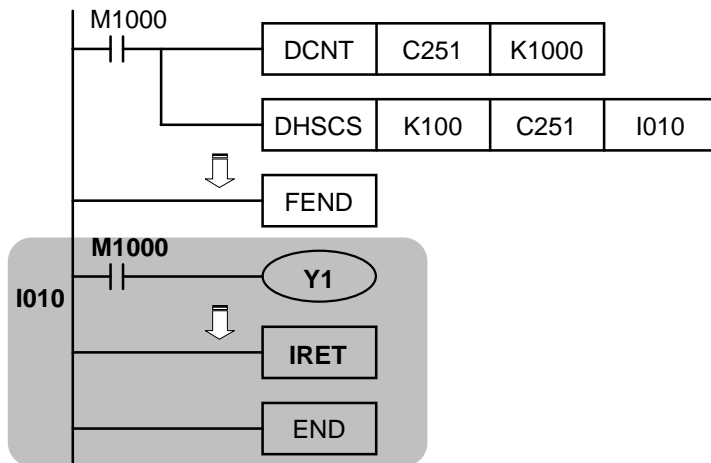 M1000
DCNT C251 K1000
DHSCS K100 C251 I010
FEND
M1000
Y1
I010
IRET
END